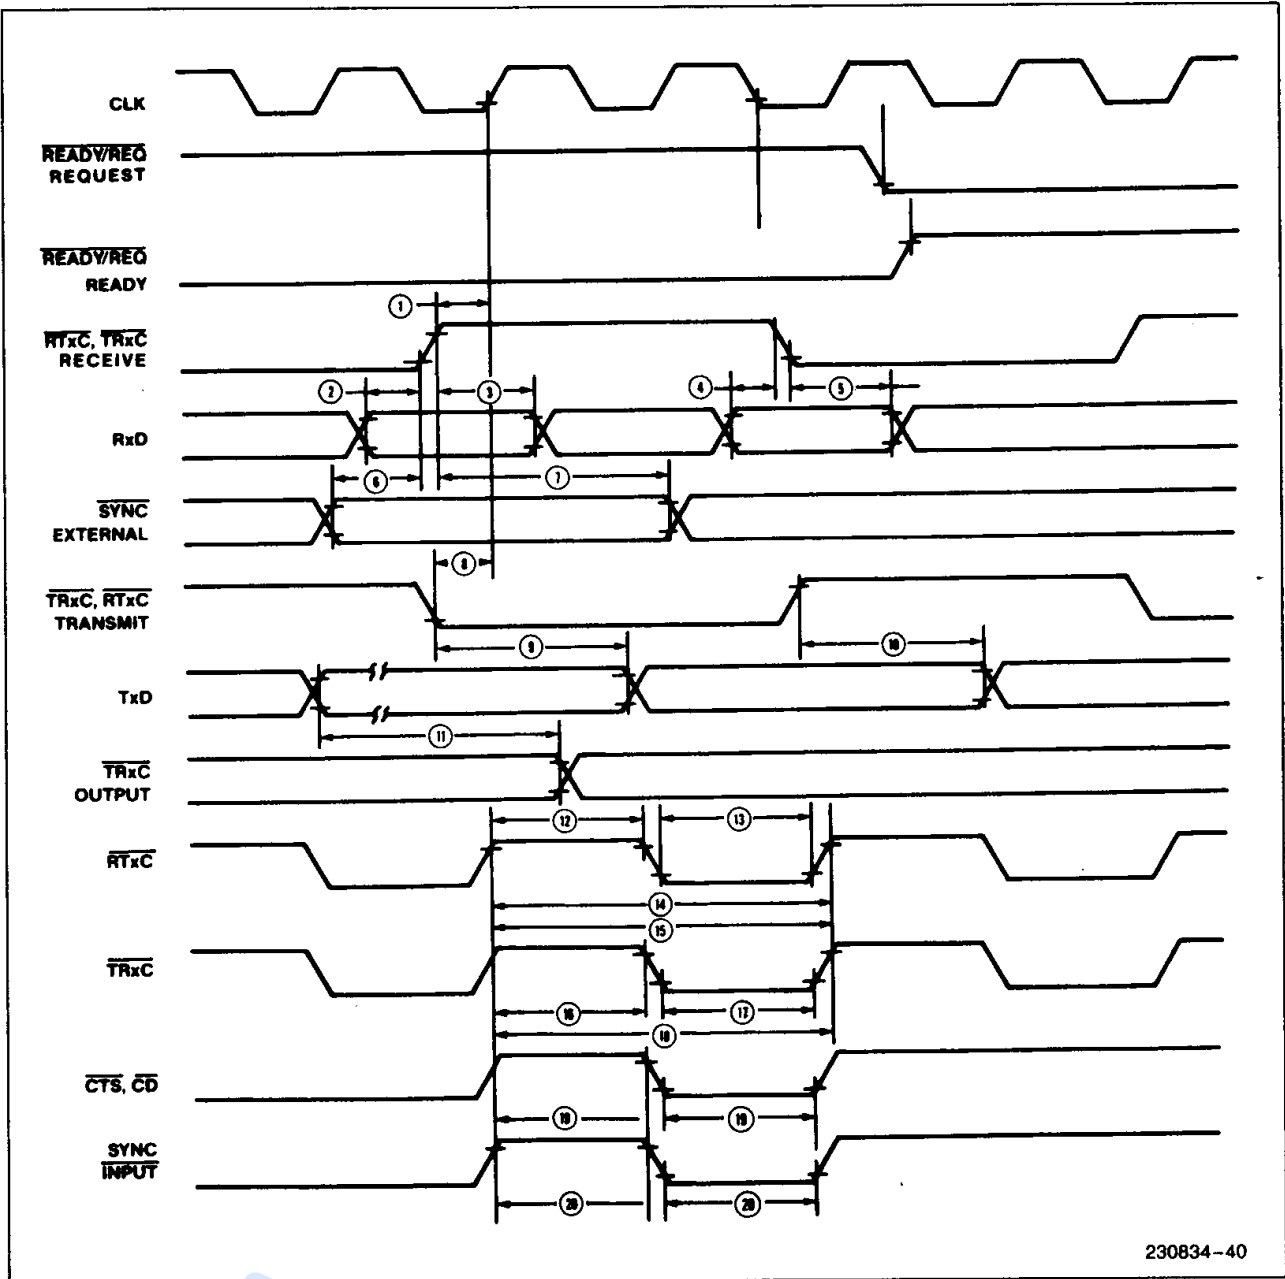 CLK
READY/REQ
REQUEST
READY/REQ
READY
1
RTxC, TRxC
RECEIVE
2
3
4
5
RxD
6
7
SYNC
EXTERNAL
8
TRxC, RTxC
TRANSMIT
9
10
TxD
11
TRxC
OUTPUT
12
13
RTxC
14
15
TRxC
16
17
18
CTS, CD
19
19
SYNC
INPUT
20
20
230834-40